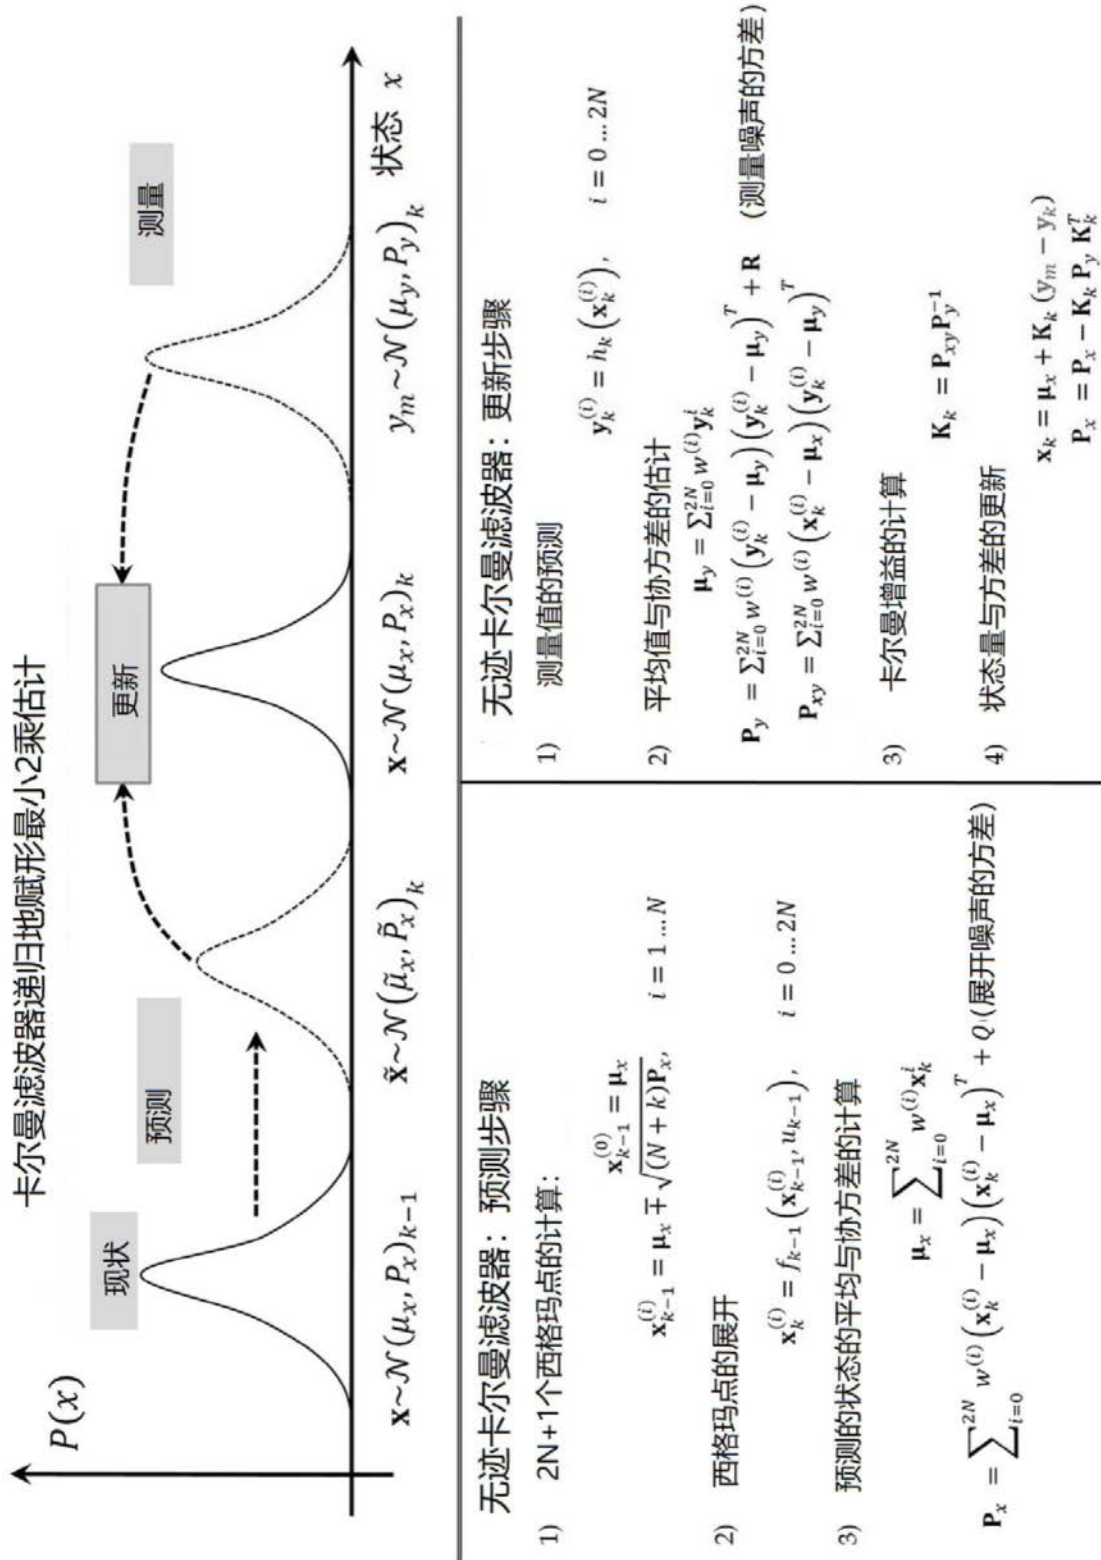 卡尔曼滤波器递归地赋形最小2乘估计
P(x)
现状
预测
更新
测量
状态 x
x~𝒩(μ_x, P_x)_{k−1}
x̃~𝒩(μ̃_x, P̃_x)_k
x~𝒩(μ_x, P_x)_k
y_m~𝒩(μ_y, P_y)_k
无迹卡尔曼滤波器：预测步骤
1) 2N+1个西格玛点的计算：
x_{k−1}^{(0)} = μ_x
x_{k−1}^{(i)} = μ_x ∓ √((N + k)P_x), i = 1 … N
2) 西格玛点的展开
x_k^{(i)} = f_{k−1}(x_{k−1}^{(i)}, u_{k−1}), i = 0 … 2N
3) 预测的状态的平均与协方差的计算
μ_x = ∑_{i=0}^{2N} w^{(i)} x_k^i
P_x = ∑_{i=0}^{2N} w^{(i)} (x_k^{(i)} − μ_x)(x_k^{(i)} − μ_x)^T + Q (展开噪声的方差)
无迹卡尔曼滤波器：更新步骤
1) 测量值的预测
y_k^{(i)} = h_k(x_k^{(i)}), i = 0 … 2N
2) 平均值与协方差的估计
μ_y = ∑_{i=0}^{2N} w^{(i)} y_k^i
P_y = ∑_{i=0}^{2N} w^{(i)} (y_k^{(i)} − μ_y)(y_k^{(i)} − μ_y)^T + R (测量噪声的方差)
P_{xy} = ∑_{i=0}^{2N} w^{(i)} (x_k^{(i)} − μ_x)(y_k^{(i)} − μ_y)^T
3) 卡尔曼增益的计算
K_k = P_{xy} P_y^{−1}
4) 状态量与方差的更新
x_k = μ_x + K_k (y_m − y_k)
P_x = P_x − K_k P_y K_k^T